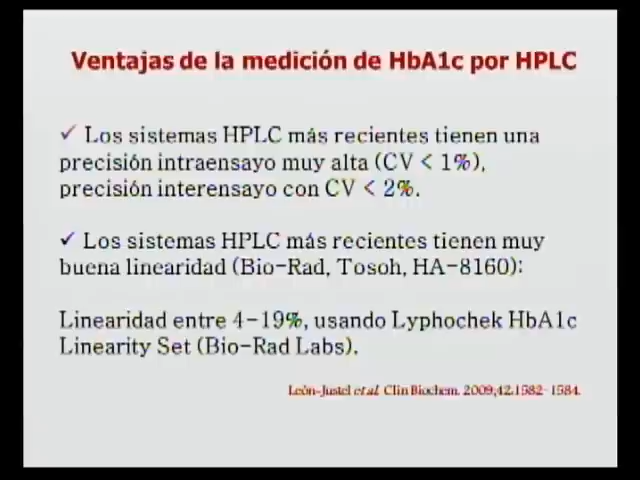 Ventajas de la medición de HbA1c por HPLC
✓ Los sistemas HPLC más recientes tienen una
precisión intraensayo muy alta (CV < 1%),
precisión interensayo con CV < 2%.
✓ Los sistemas HPLC más recientes tienen muy
buena linearidad (Bio-Rad, Tosoh, HA-8160):
Linearidad entre 4-19%, usando Lyphochek HbA1c
Linearity Set (Bio-Rad Labs).
León-Justel et al. Clin Biochem. 2009;42:1582-1584.